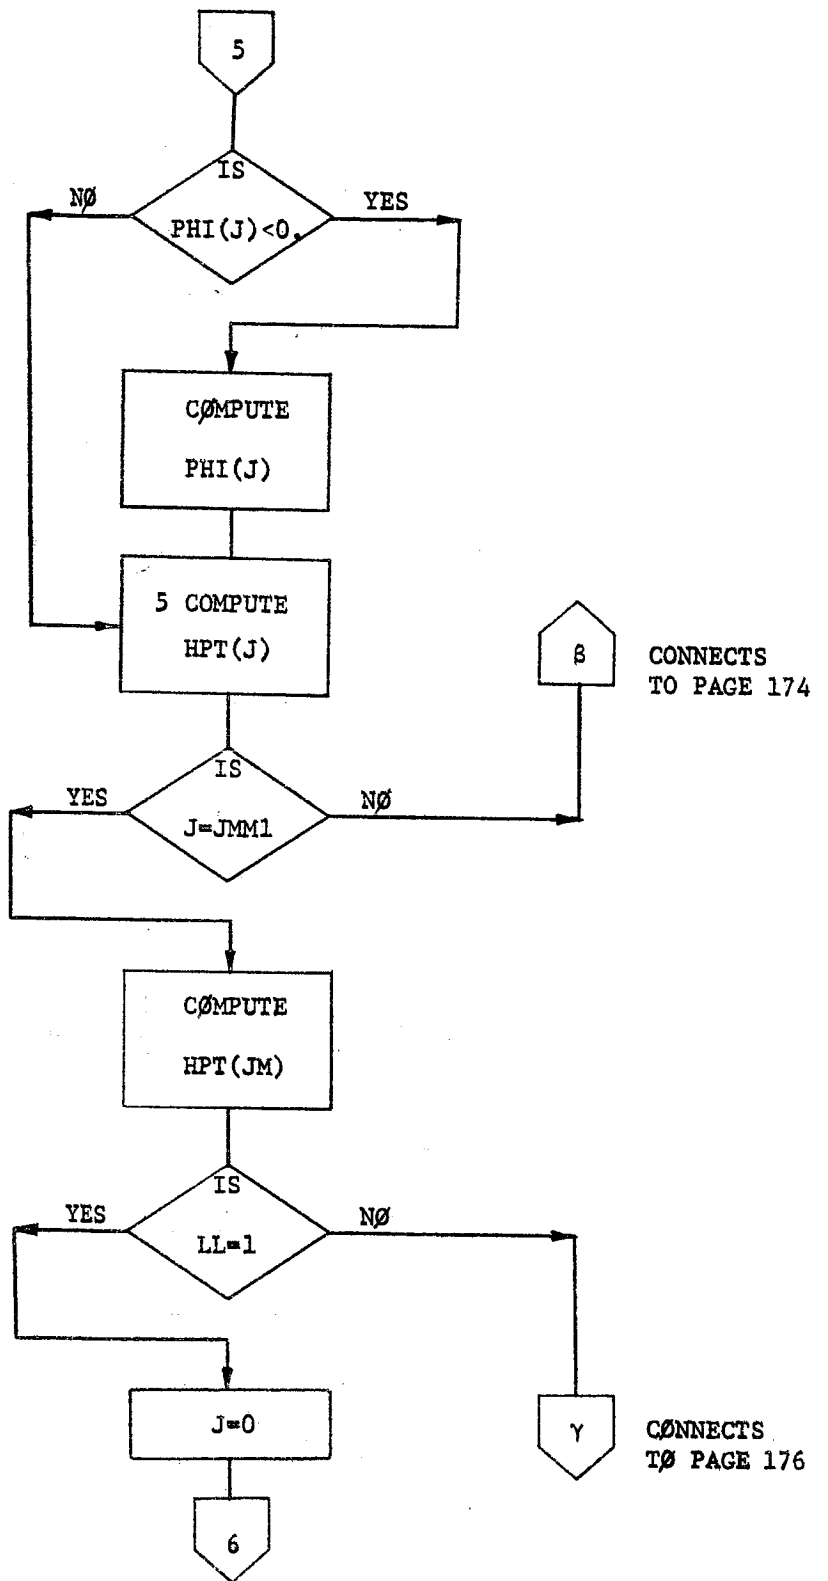 5
IS
NØ
YES
PHI(J)<0.
CØMPUTE
PHI(J)
5 COMPUTE
HPT(J)
β
CONNECTS
TO PAGE 174
IS
YES
NØ
J=JMM1
CØMPUTE
HPT(JM)
IS
YES
NØ
LL=1
J=0
γ
CØNNECTS
TØ PAGE 176
6